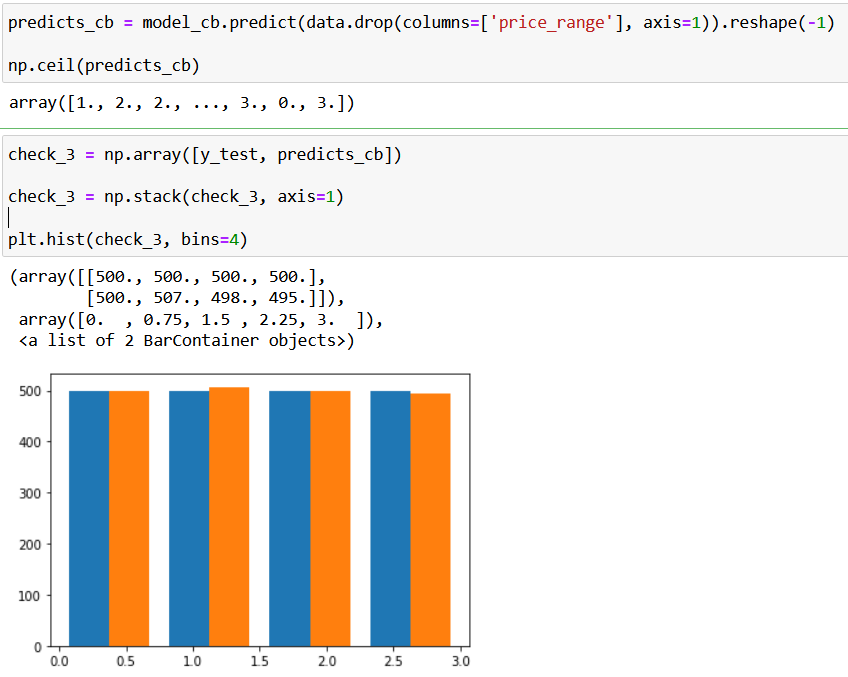 predicts_cb = model_cb.predict(data.drop(columns=['price_range'], axis=1)).reshape(-1)
np.ceil(predicts_cb)
array([1., 2., 2., ..., 3., 0., 3.])
check_3 = np.array([y_test, predicts_cb])
check_3 = np.stack(check_3, axis=1)
plt.hist(check_3, bins=4)
(array([[500., 500., 500., 500.],
        [500., 507., 498., 495.]]),
 array([0.  , 0.75, 1.5 , 2.25, 3.  ]),
 <a list of 2 BarContainer objects>)
500
400
300
200
100
0
0.0 0.5 1.0 1.5 2.0 2.5 3.0